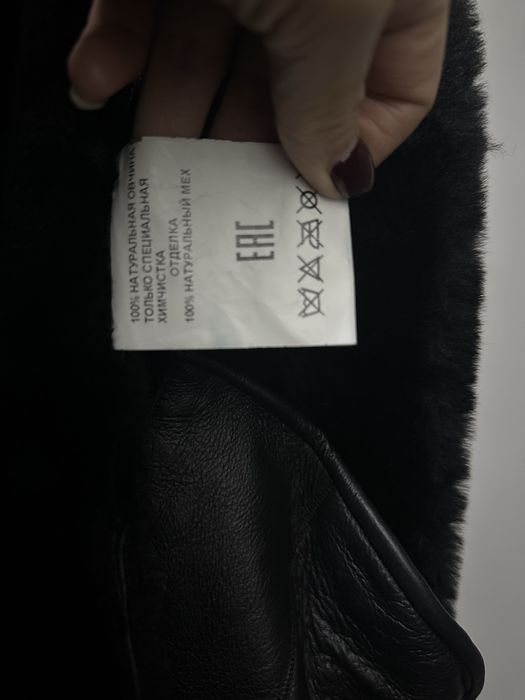 100% НАТУРАЛЬНАЯ ОВЧИНА
ТОЛЬКО СПЕЦИАЛЬНАЯ
ХИМЧИСТКА
ОТДЕЛКА
100% НАТУРАЛЬНЫЙ МЕХ
EAC